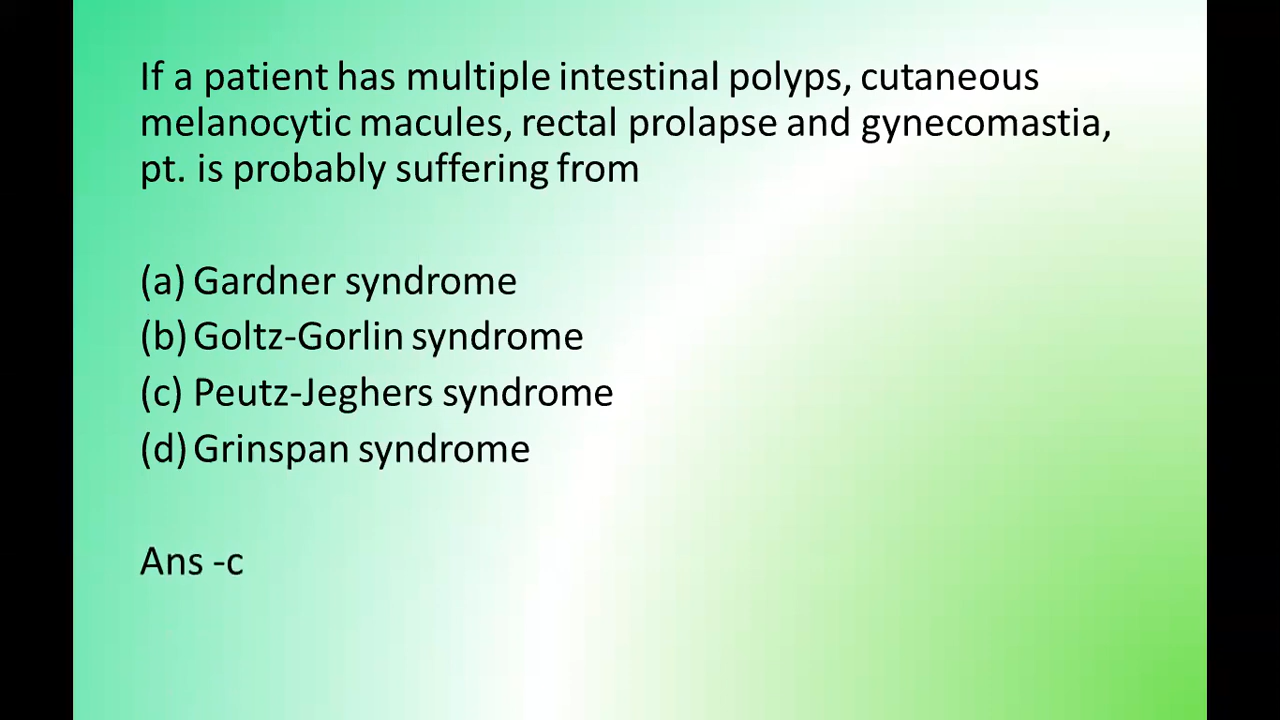 If a patient has multiple intestinal polyps, cutaneous
melanocytic macules, rectal prolapse and gynecomastia,
pt. is probably suffering from
(a) Gardner syndrome
(b) Goltz-Gorlin syndrome
(c) Peutz-Jeghers syndrome
(d) Grinspan syndrome
Ans -c